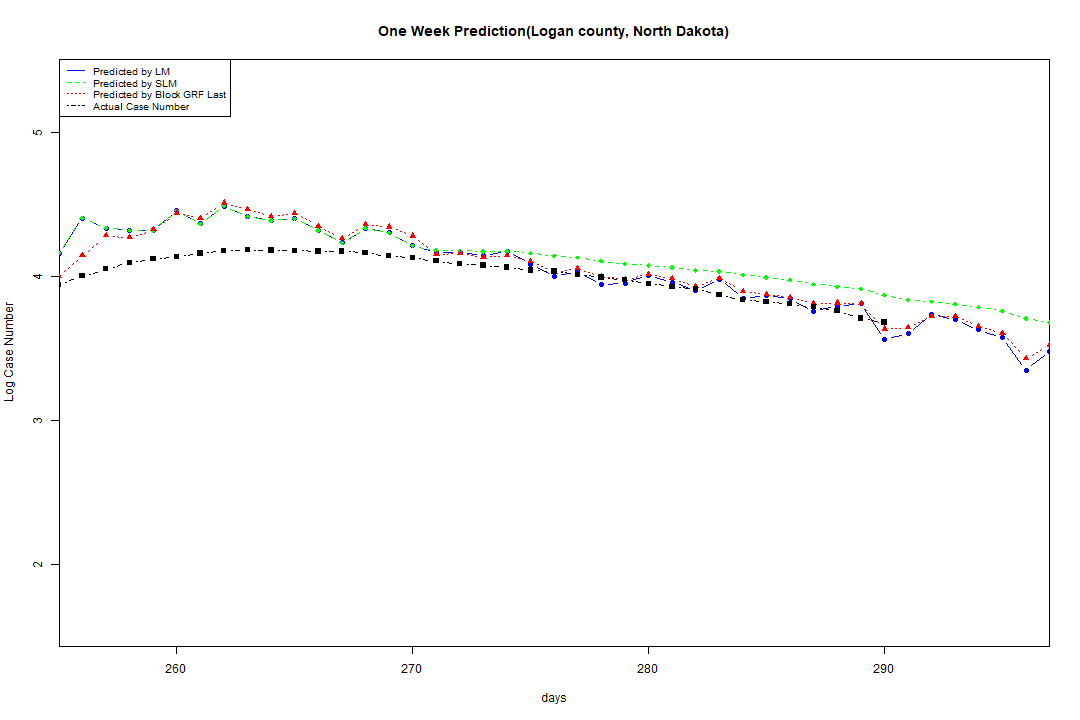 One Week Prediction(Logan county, North Dakota)
Predicted by LM
Predicted by SLM
Predicted by Block GRF Last
Actual Case Number
5
4
3
2
Log Case Number
260 270 280 290
days